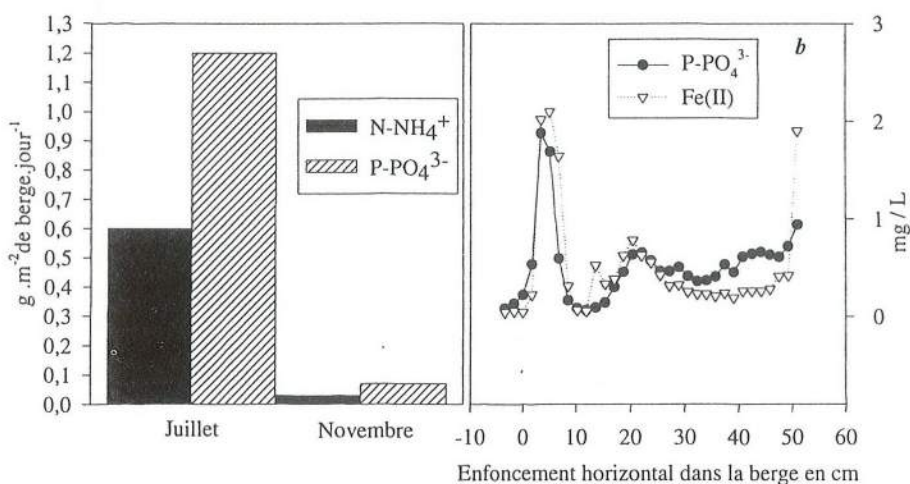 g .m⁻² de berge.jour⁻¹
1,3
1,2
1,1
1,0
0,9
0,8
0,7
0,6
0,5
0,4
0,3
0,2
0,1
0,0
N-NH₄⁺
P-PO₄³⁻
Juillet
Novembre
b
P-PO₄³⁻
Fe(II)
3
2
1
0
mg / L
-10
0
10
20
30
40
50
60
Enfoncement horizontal dans la berge en cm